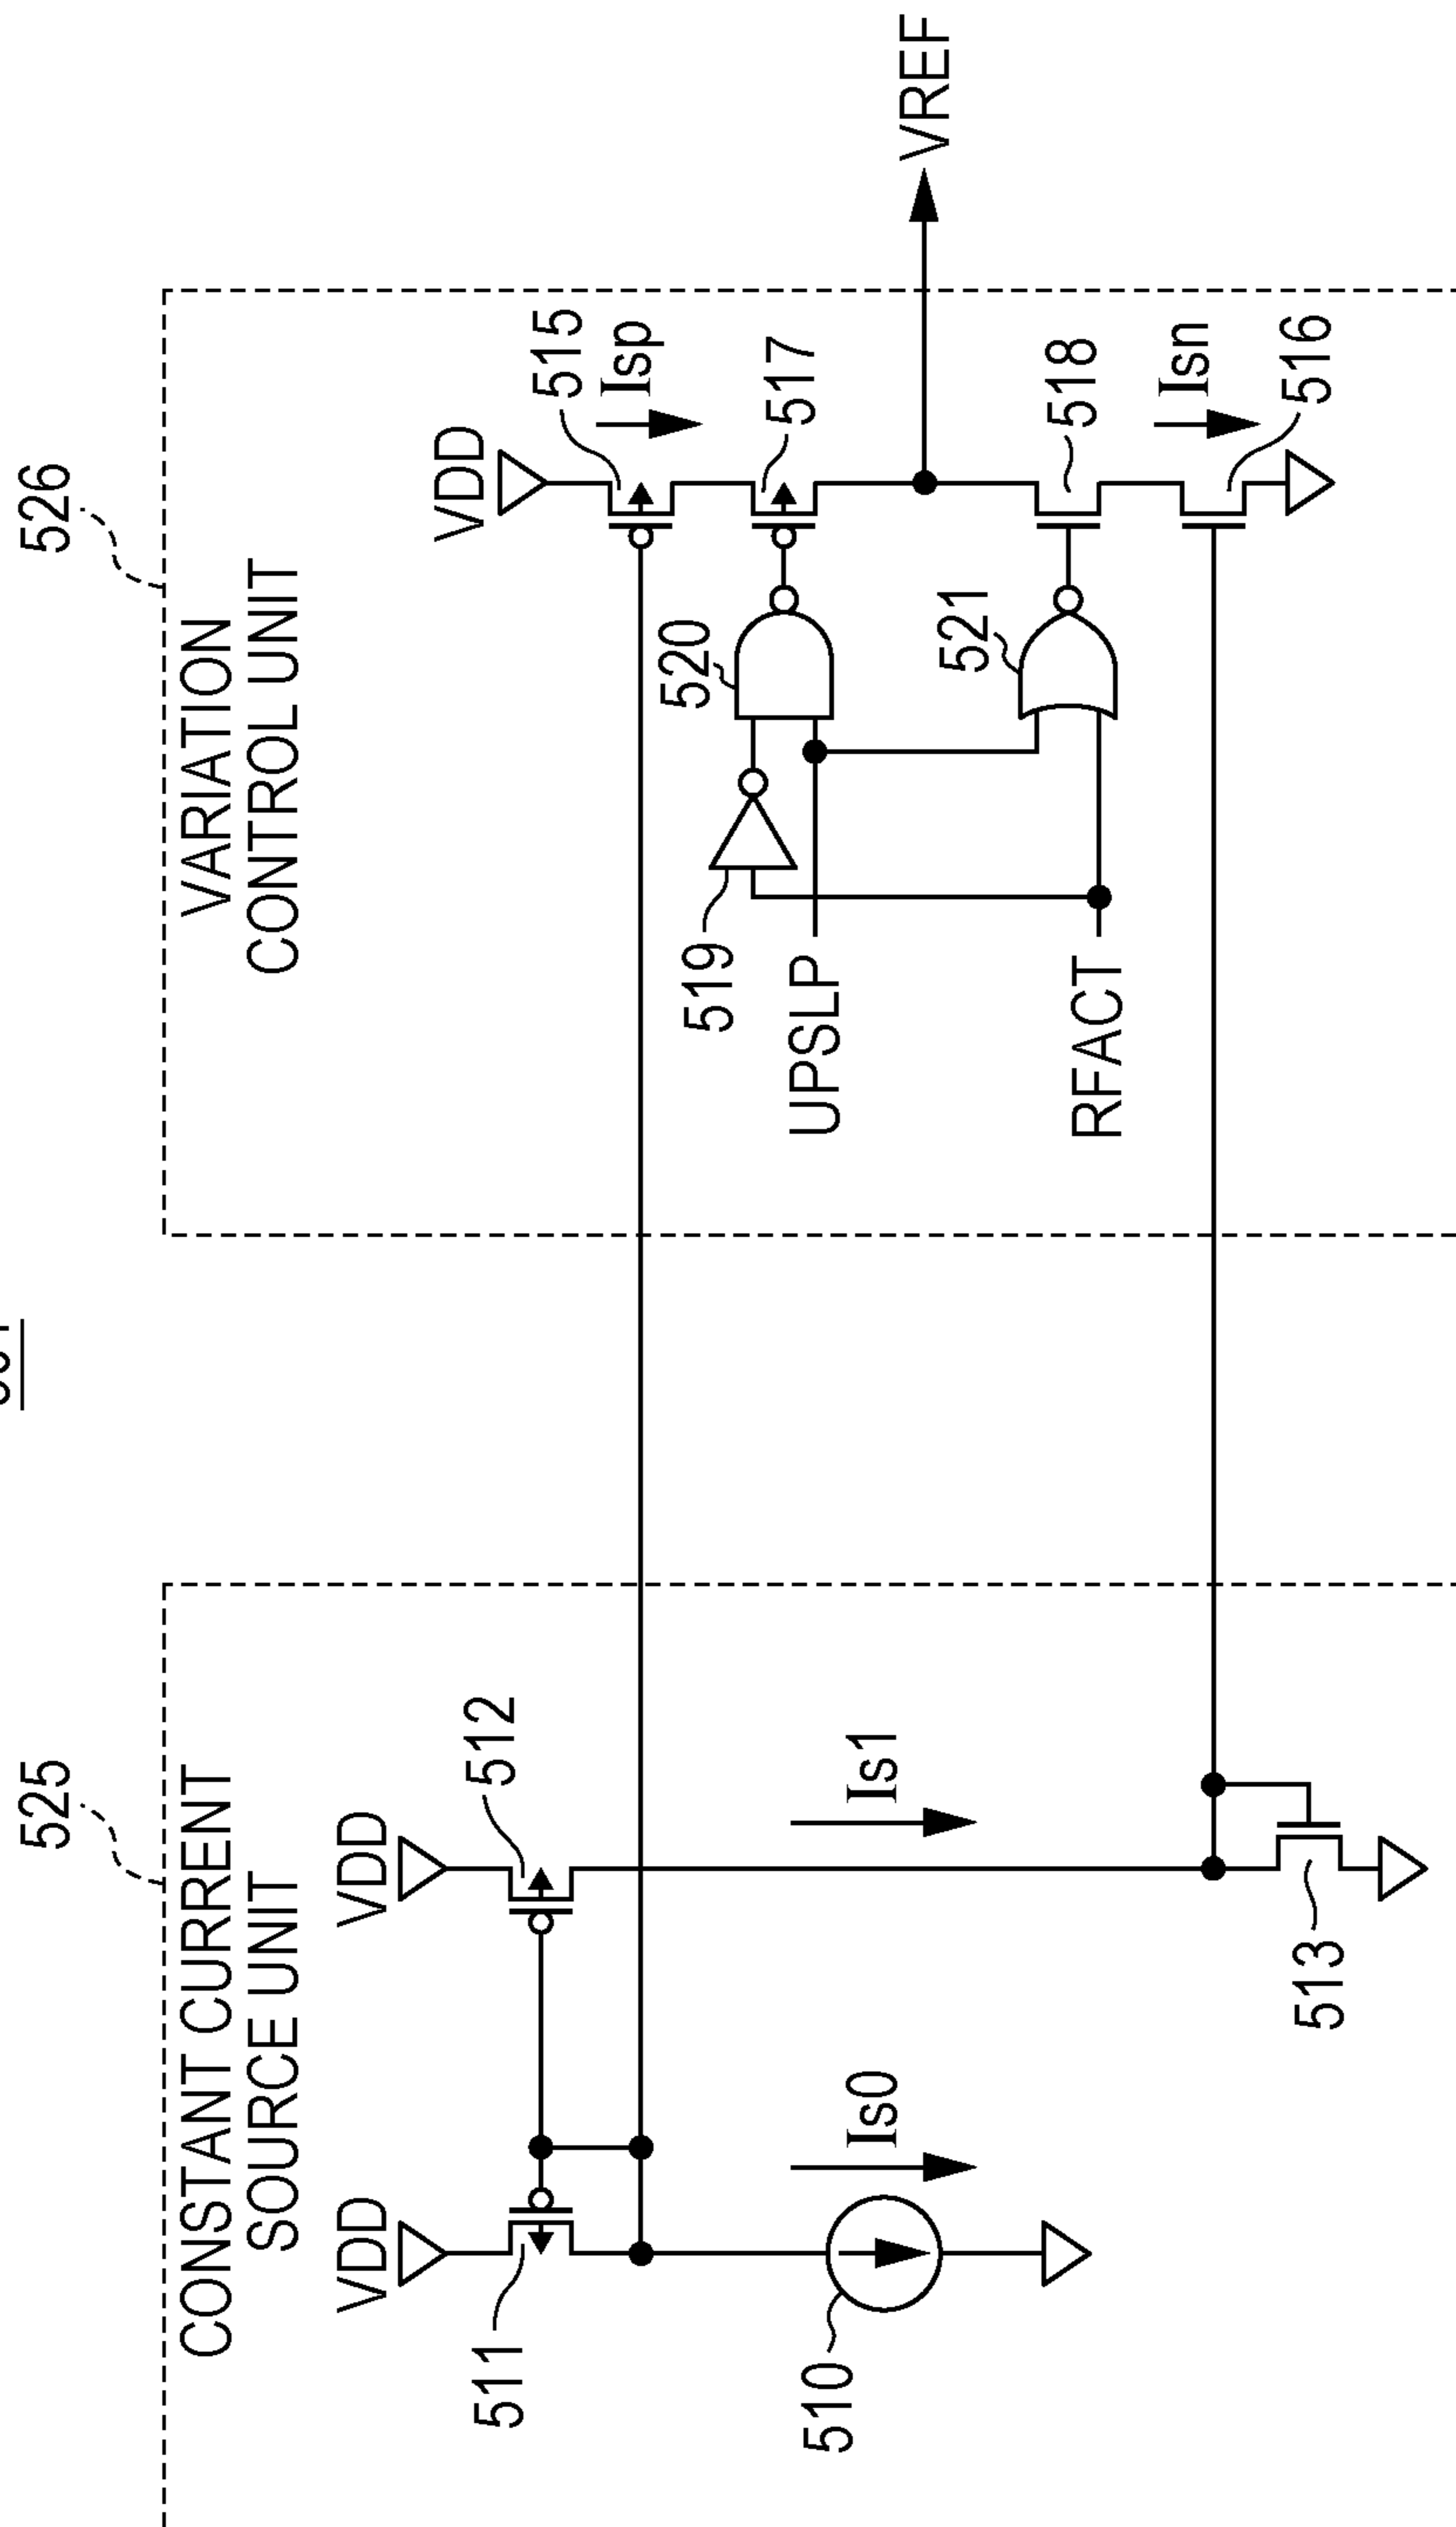 525
CONSTANT CURRENT
SOURCE UNIT
VDD
VDD
511
512
510
Is0
Is1
513
526
VARIATION
CONTROL UNIT
VDD
515
Isp
517
519
520
UPSLP
VREF
521
518
RFACT
Isn
516